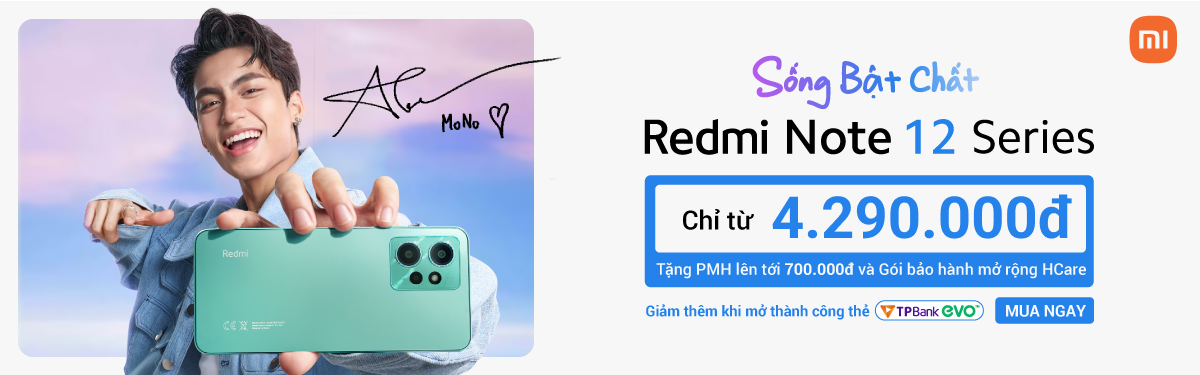 MoNo
Redmi
mi
Sống Bật Chất
Redmi Note 12 Series
Chỉ từ 4.290.000đ
Tặng PMH lên tới 700.000đ và Gói bảo hành mở rộng HCare
Giảm thêm khi mở thành công thẻ TPBank evo MUA NGAY